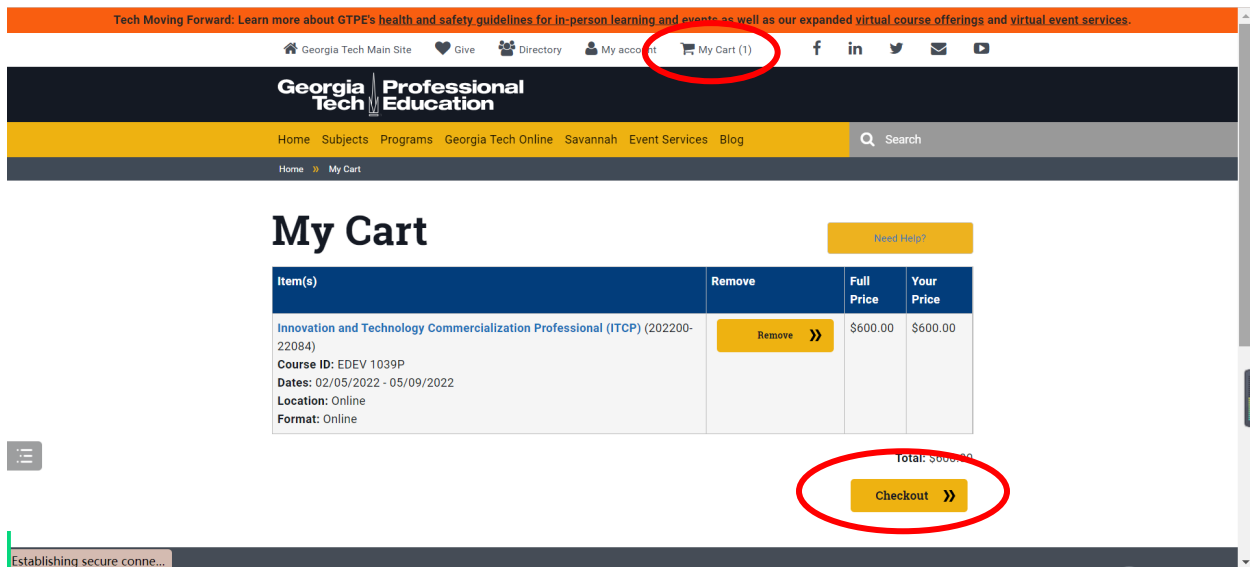 Tech Moving Forward: Learn more about GTPE's health and safety guidelines for in-person learning and events as well as our expanded virtual course offerings and virtual event services.
Georgia Tech Main Site Give Directory My account My Cart (1)
Georgia Professional
Tech Education
Home Subjects Programs Georgia Tech Online Savannah Event Services Blog Search
Home » My Cart
My Cart
Need Help?
Item(s) Remove Full Price Your Price
Innovation and Technology Commercialization Professional (ITCP) (202200-
22084)
Remove » $600.00 $600.00
Course ID: EDEV 1039P
Dates: 02/05/2022 - 05/09/2022
Location: Online
Format: Online
Total: $600.00
Checkout »
Establishing secure conne...